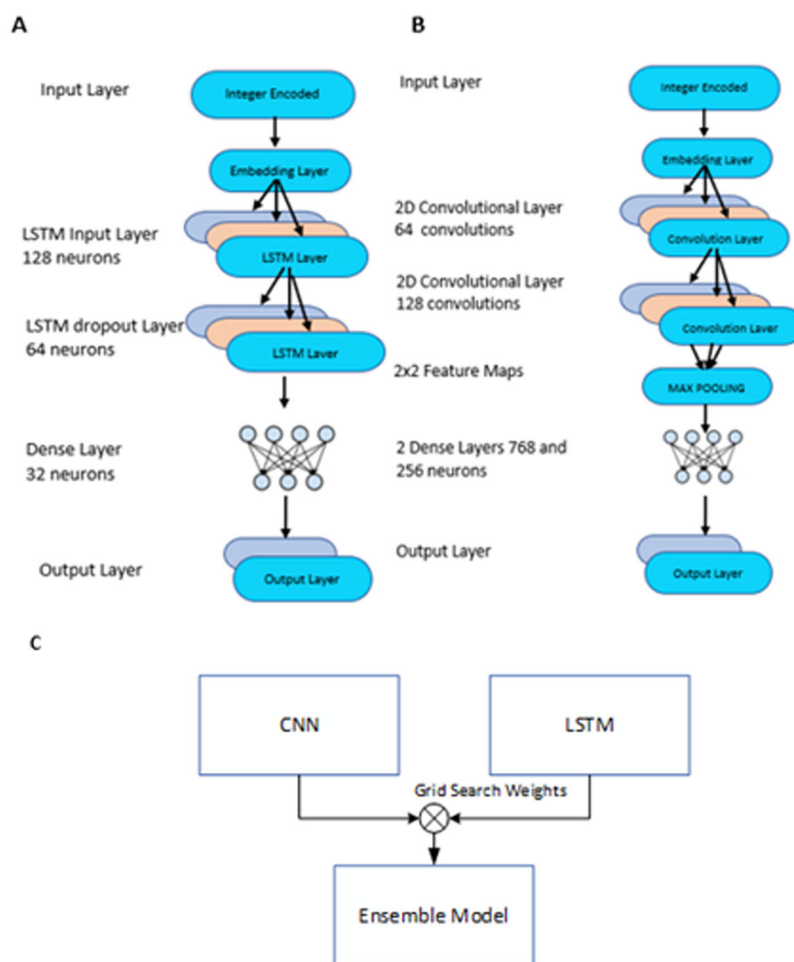 A
Input Layer
Integer Encoded
Embedding Layer
LSTM Input Layer
128 neurons
LSTM Layer
LSTM dropout Layer
64 neurons
LSTM Layer
Dense Layer
32 neurons
Output Layer
Output Layer
B
Input Layer
Integer Encoded
Embedding Layer
2D Convolutional Layer
64 convolutions
Convolution Layer
2D Convolutional Layer
128 convolutions
Convolution Layer
2x2 Feature Maps
MAX POOLING
2 Dense Layers 768 and
256 neurons
Output Layer
Output Layer
C
CNN
LSTM
Grid Search Weights
Ensemble Model